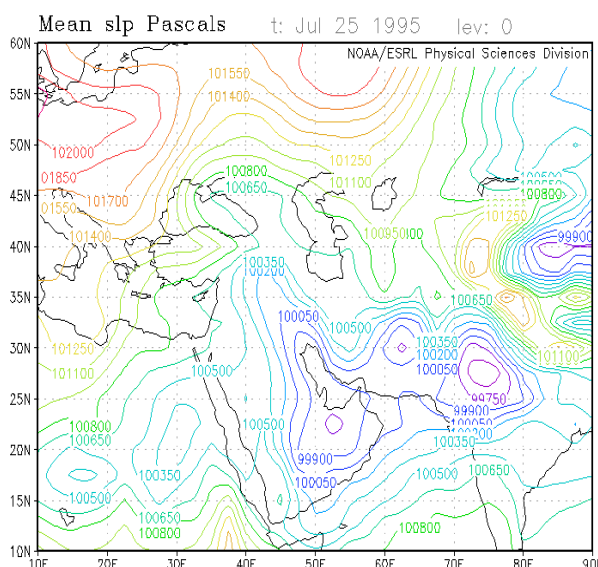 Mean slp Pascals t: Jul 25 1995 lev: 0
60N NOAA/ESRL Physical Sciences Division
101550
55N 101400
50N
102000 101250
01850 100800 101100 100800
01550 101700 100650
45N 101250
101400 100950
40N 99900
100350
100200
35N 100650
100050 100500 100350
30N 101250 100500 100200 101100
101100 100050
25N 99750
99900
100800 100500 100050
100650 100350
20N
100350 99900 100650
100500 100050
15N
100650 100800
100800
10N
10E 20E 30E 40E 50E 60E 70E 80E 90E